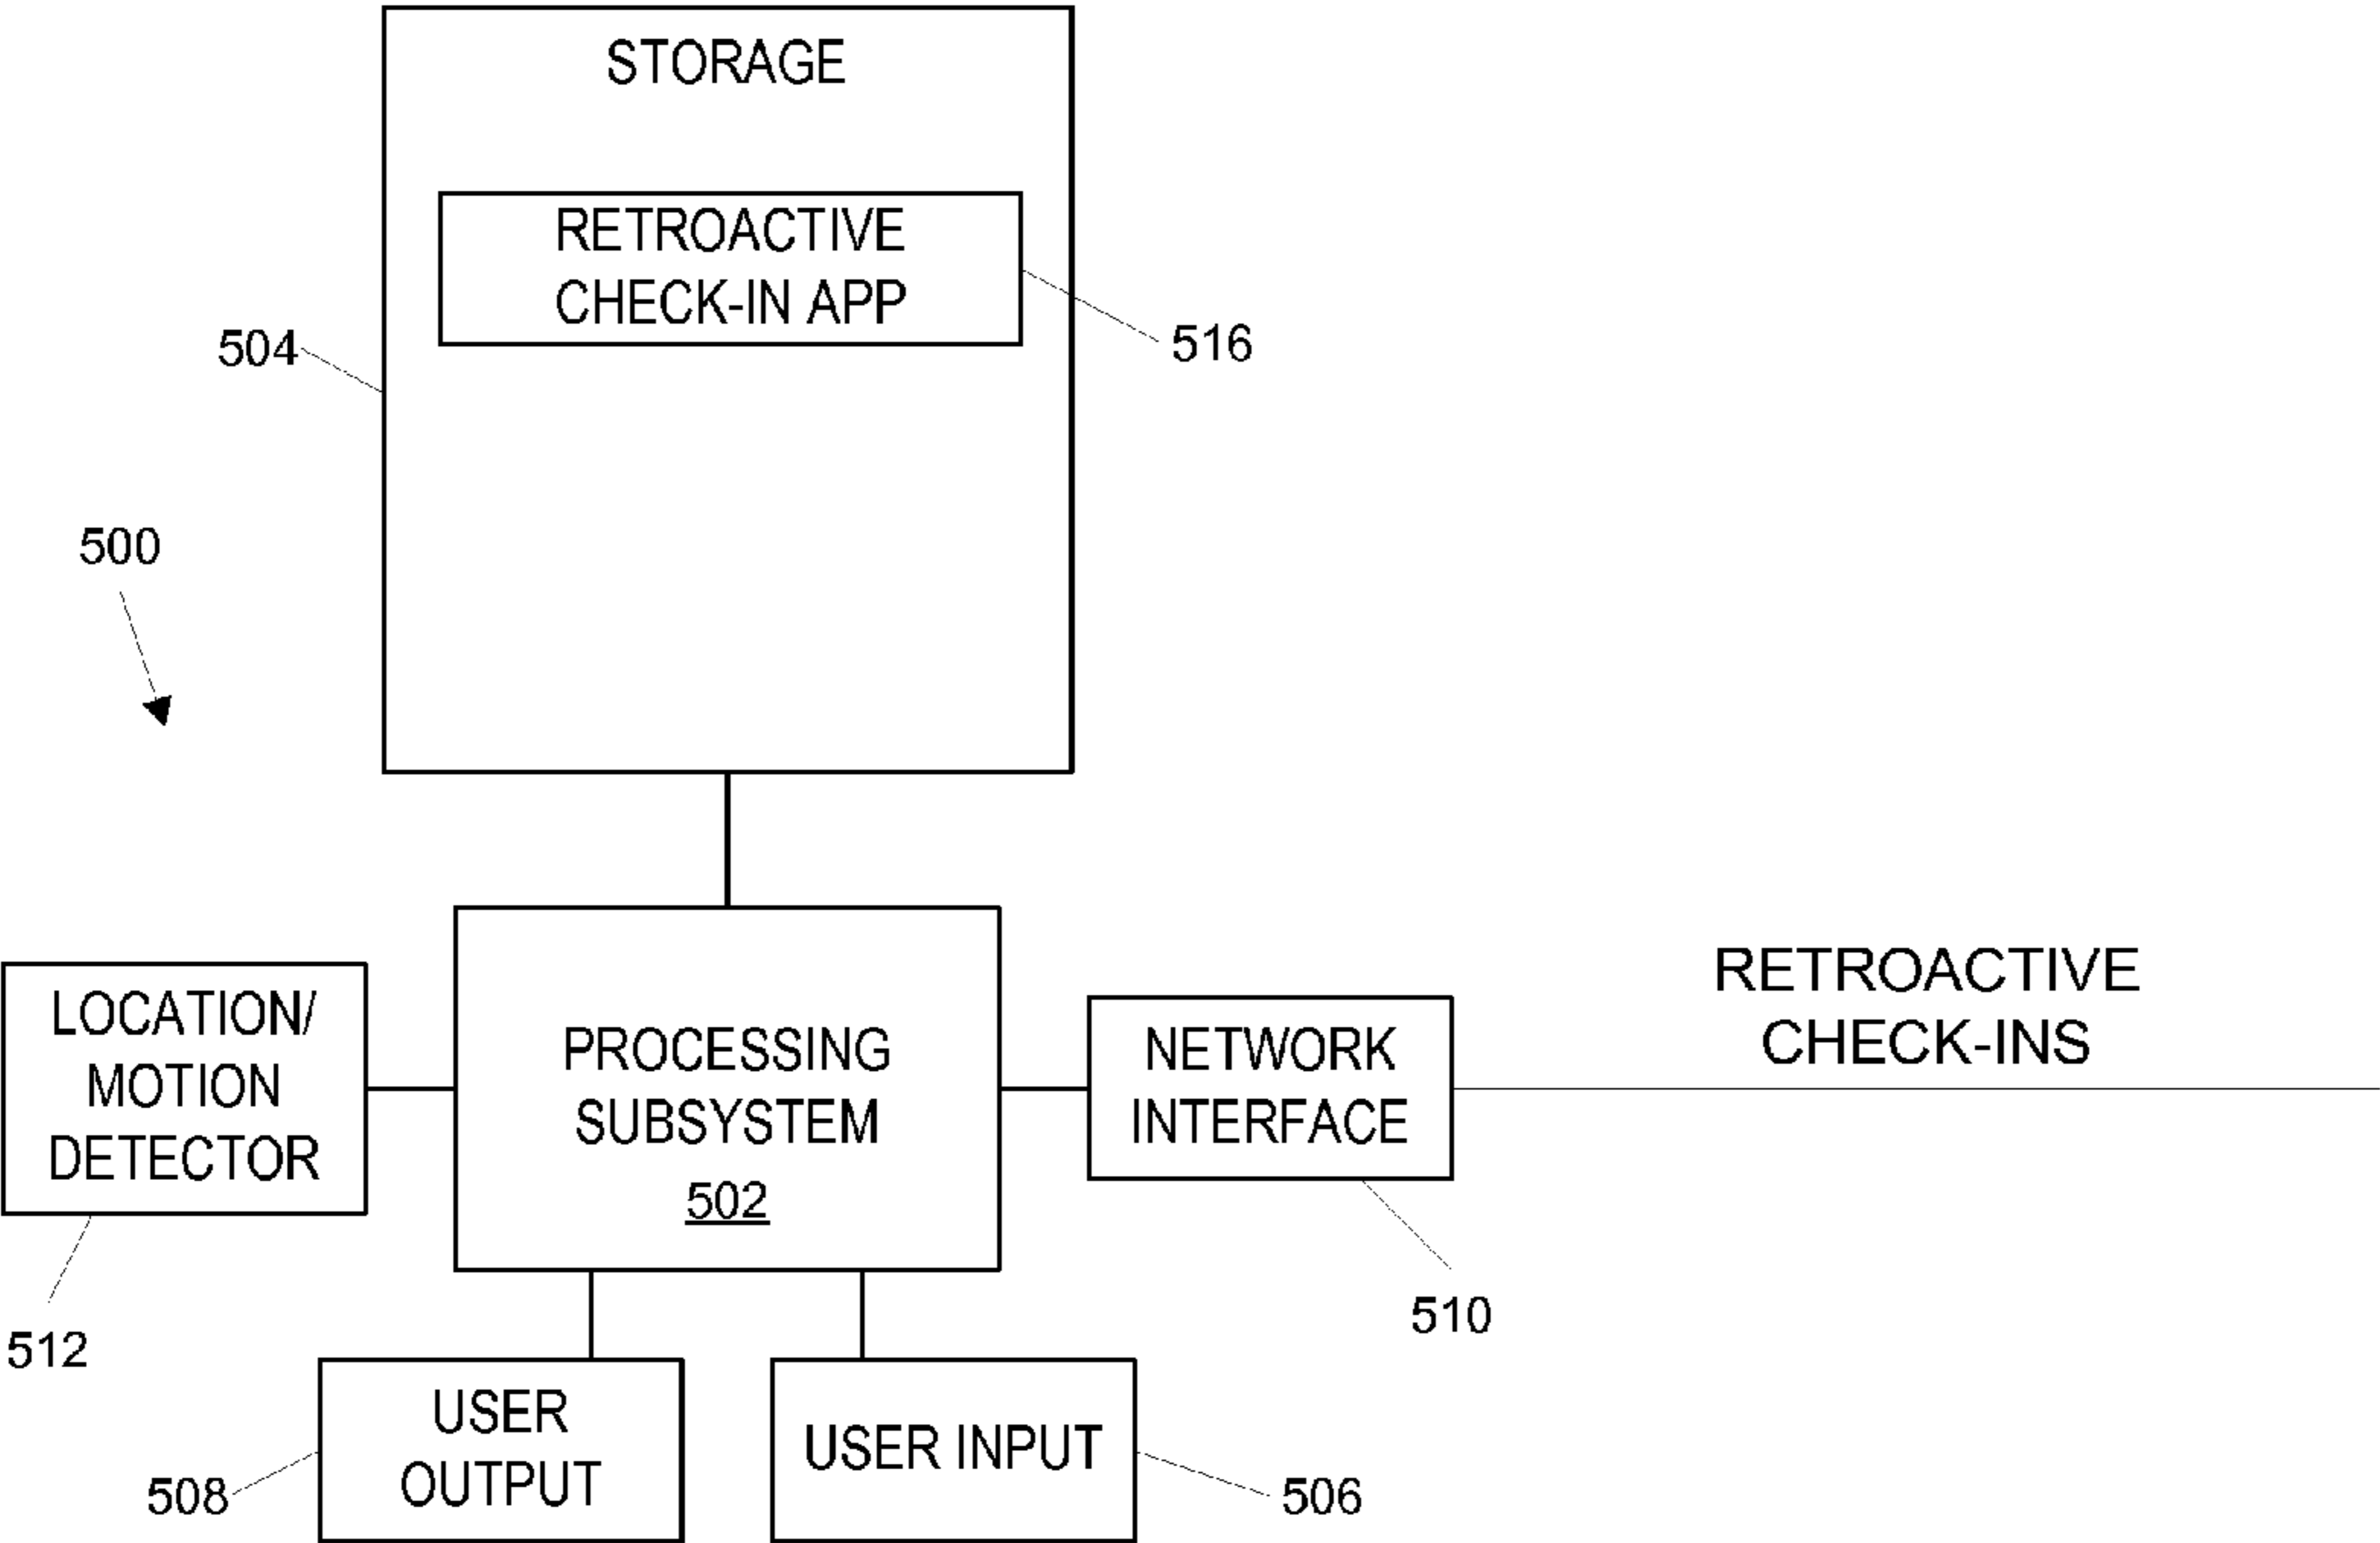 STORAGE
RETROACTIVE
CHECK-IN APP
504
516
500
LOCATION/
MOTION
DETECTOR
512
PROCESSING
SUBSYSTEM
502
NETWORK
INTERFACE
510
RETROACTIVE
CHECK-INS
USER
OUTPUT
508
USER INPUT
506